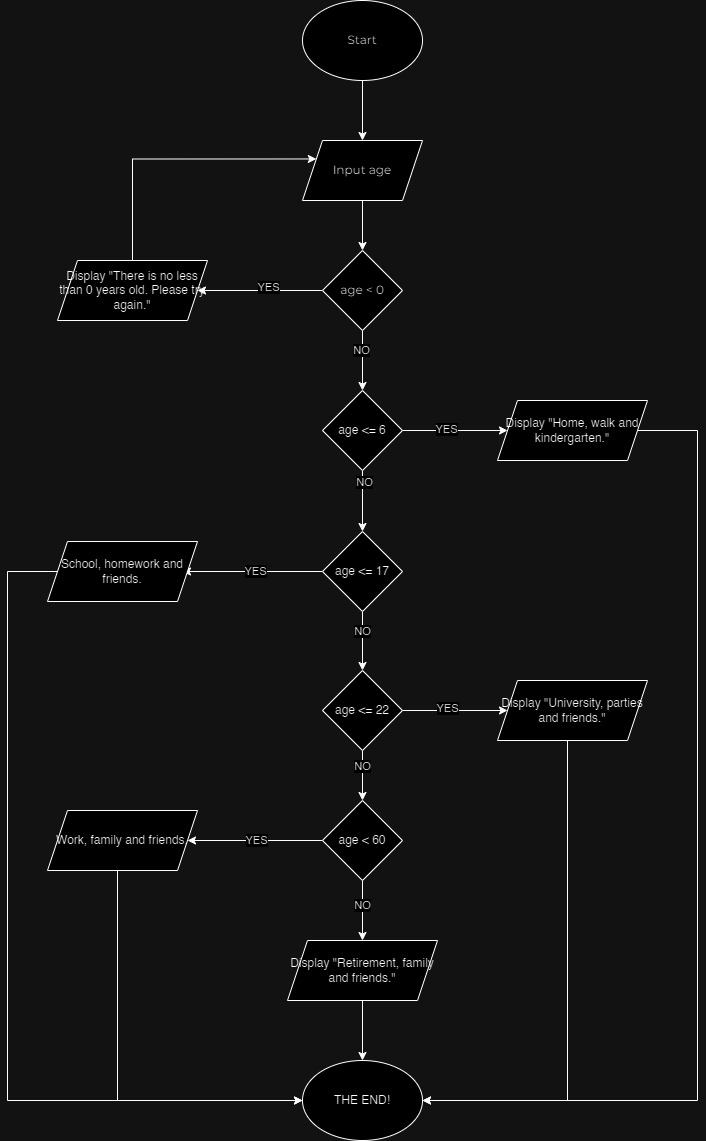 Start
Input age
Display "There is no less
than 0 years old. Please try
again."
YES
age < 0
NO
age <= 6
YES
Display "Home, walk and
kindergarten."
NO
School, homework and
friends.
YES
age <= 17
NO
age <= 22
YES
Display "University, parties
and friends."
NO
Work, family and friends.
YES
age < 60
NO
Display "Retirement, family
and friends."
THE END!